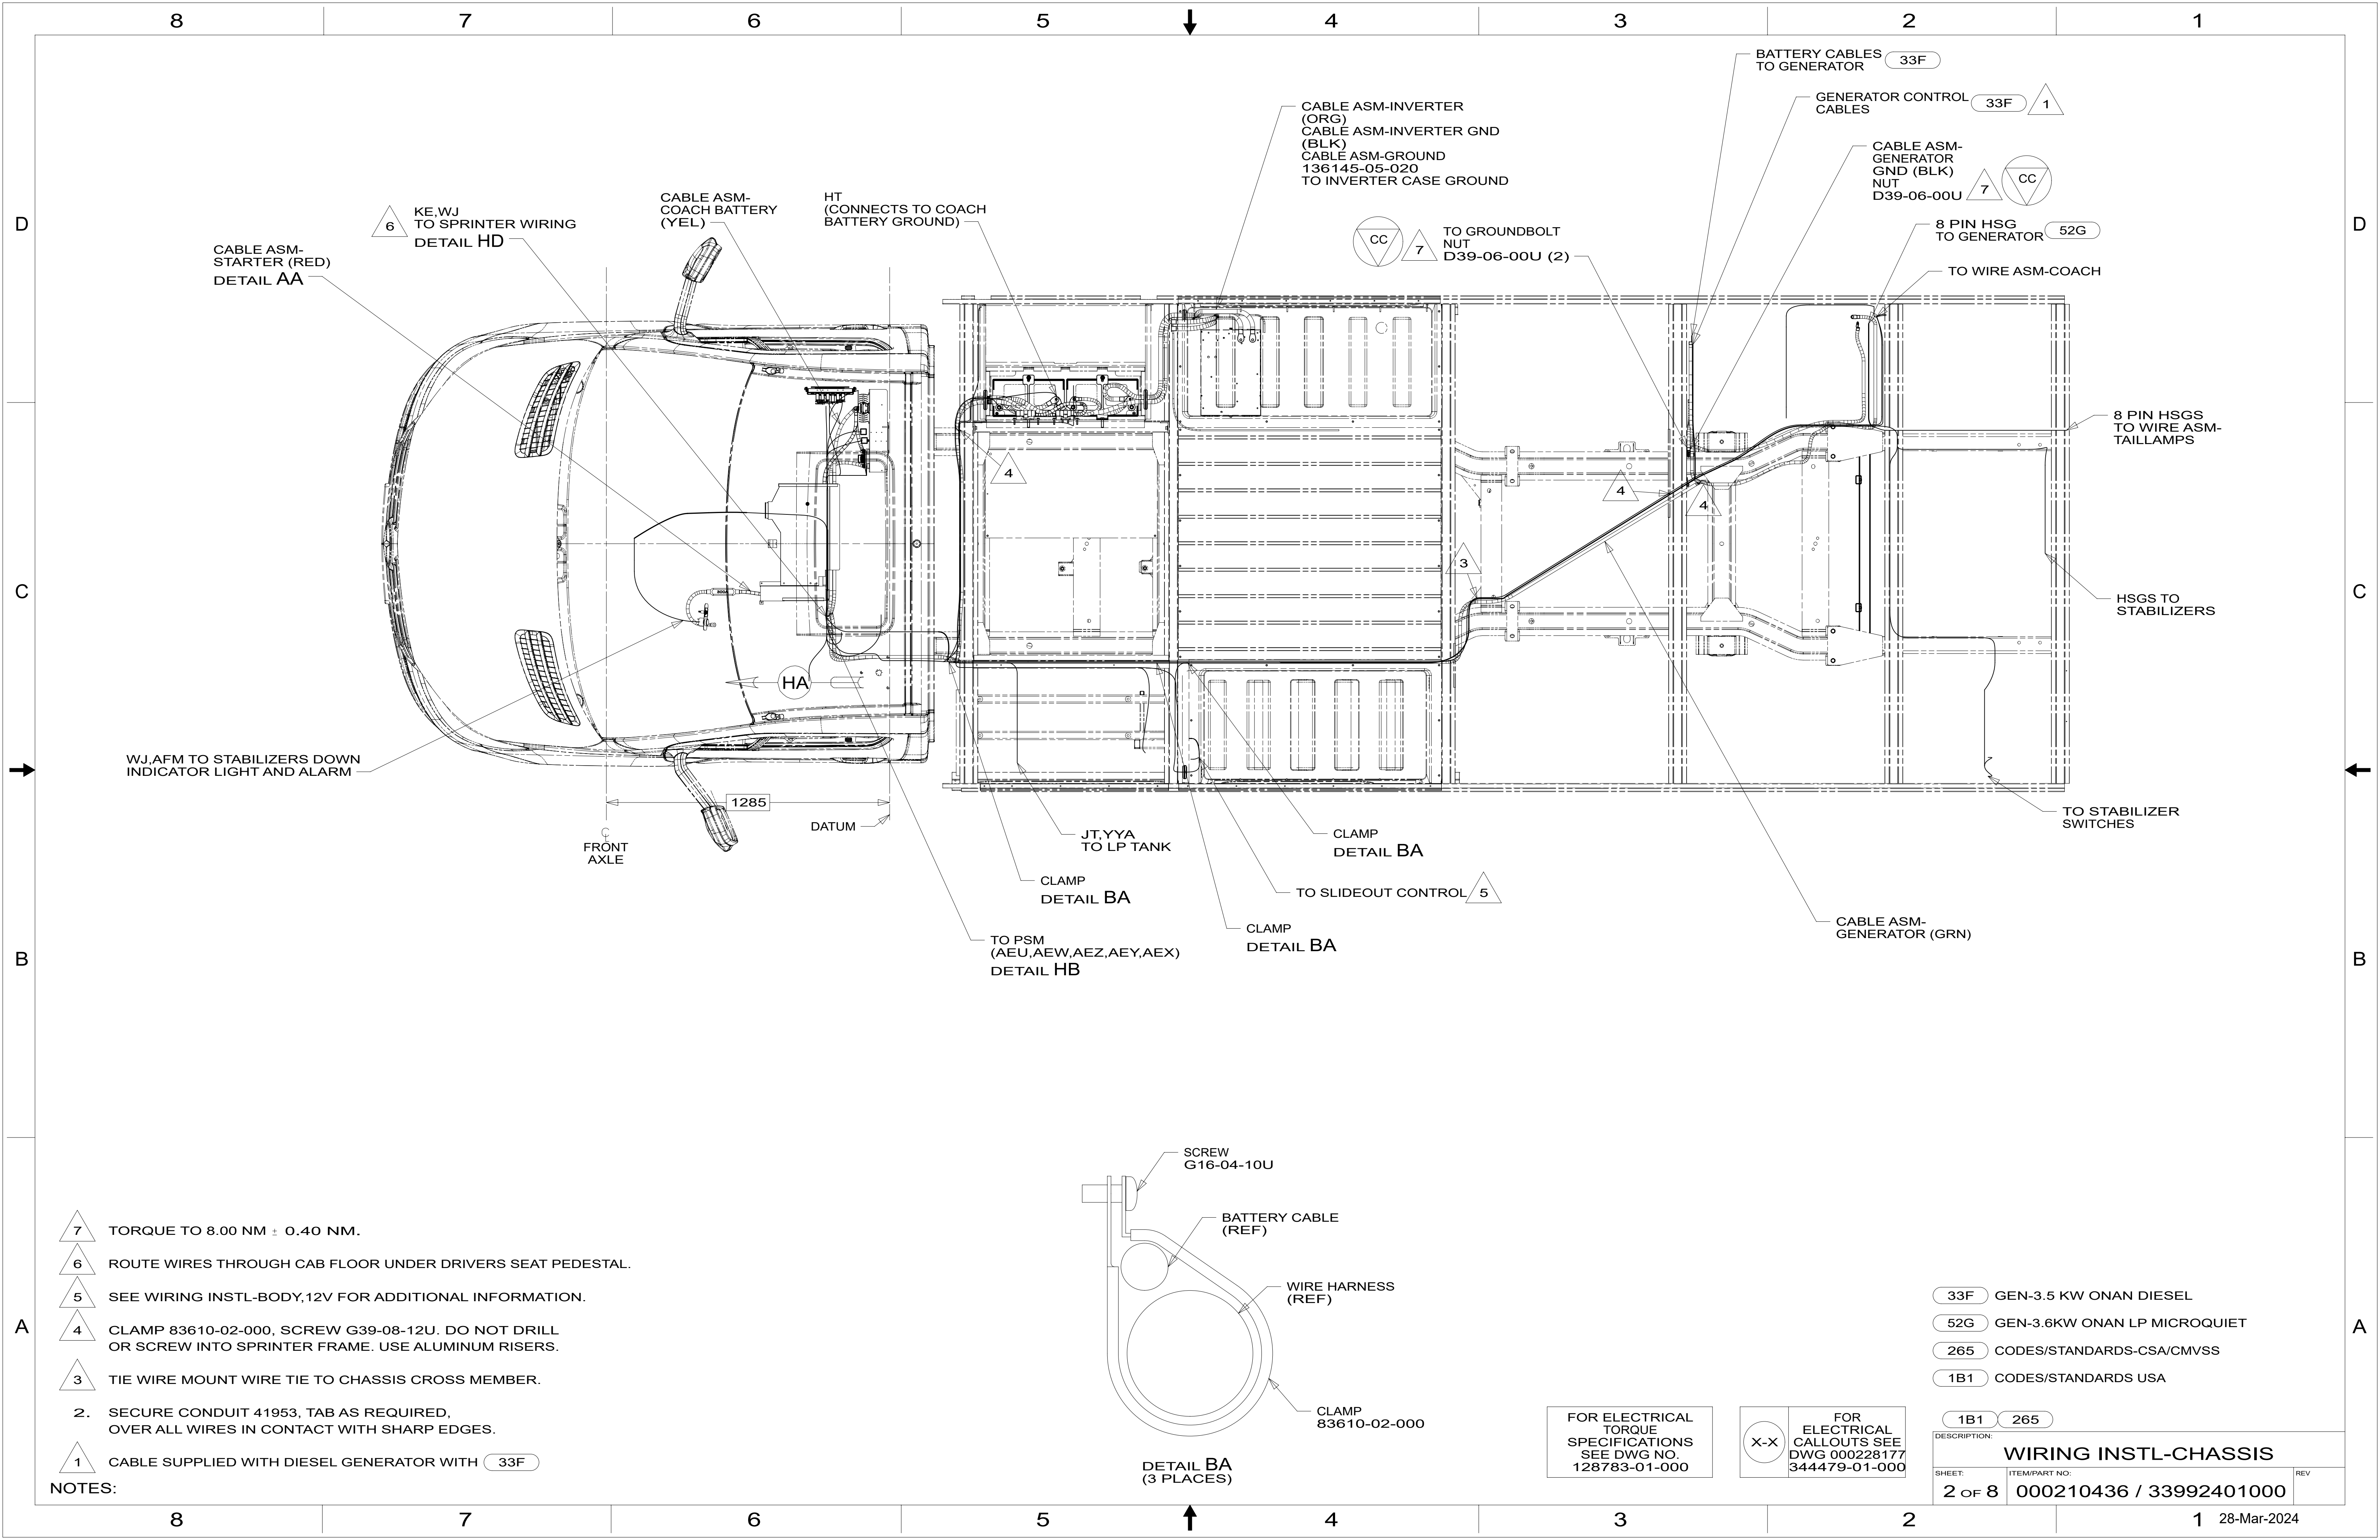 8 7 6 5 4 3 2 1
BATTERY CABLES
TO GENERATOR
33F
GENERATOR CONTROL
CABLES
33F
1
CABLE ASM-INVERTER
(ORG)
CABLE ASM-INVERTER GND
(BLK)
CABLE ASM-GROUND
136145-05-020
TO INVERTER CASE GROUND
CABLE ASM-
GENERATOR
GND (BLK)
NUT
D39-06-00U
7
CC
CABLE ASM-
COACH BATTERY
(YEL)
HT
(CONNECTS TO COACH
BATTERY GROUND)
6
KE,WJ
TO SPRINTER WIRING
DETAIL HD
D
D
CC
7
TO GROUNDBOLT
NUT
D39-06-00U (2)
8 PIN HSG
TO GENERATOR
52G
CABLE ASM-
STARTER (RED)
DETAIL AA
TO WIRE ASM-COACH
8 PIN HSGS
TO WIRE ASM-
TAILLAMPS
4
4
4
3
300A
C
C
HSGS TO
STABILIZERS
HA
WJ,AFM TO STABILIZERS DOWN
INDICATOR LIGHT AND ALARM
1285
DATUM
C
FRONT
AXLE
JT,YYA
TO LP TANK
CLAMP
DETAIL BA
TO STABILIZER
SWITCHES
CLAMP
DETAIL BA
TO SLIDEOUT CONTROL
5
CLAMP
DETAIL BA
CABLE ASM-
GENERATOR (GRN)
TO PSM
(AEU,AEW,AEZ,AEY,AEX)
DETAIL HB
B
B
SCREW
G16-04-10U
BATTERY CABLE
(REF)
WIRE HARNESS
(REF)
CLAMP
83610-02-000
DETAIL BA
(3 PLACES)
7 TORQUE TO 8.00 NM ± 0.40 NM.
6 ROUTE WIRES THROUGH CAB FLOOR UNDER DRIVERS SEAT PEDESTAL.
5 SEE WIRING INSTL-BODY,12V FOR ADDITIONAL INFORMATION.
4 CLAMP 83610-02-000, SCREW G39-08-12U. DO NOT DRILL
OR SCREW INTO SPRINTER FRAME. USE ALUMINUM RISERS.
3 TIE WIRE MOUNT WIRE TIE TO CHASSIS CROSS MEMBER.
2. SECURE CONDUIT 41953, TAB AS REQUIRED,
OVER ALL WIRES IN CONTACT WITH SHARP EDGES.
1 CABLE SUPPLIED WITH DIESEL GENERATOR WITH 33F
NOTES:
A
A
33F GEN-3.5 KW ONAN DIESEL
52G GEN-3.6KW ONAN LP MICROQUIET
265 CODES/STANDARDS-CSA/CMVSS
1B1 CODES/STANDARDS USA
1B1 265
FOR ELECTRICAL
TORQUE
SPECIFICATIONS
SEE DWG NO.
128783-01-000
X-X
FOR
ELECTRICAL
CALLOUTS SEE
DWG 000228177
344479-01-000
DESCRIPTION:
WIRING INSTL-CHASSIS
SHEET:
2 OF 8
ITEM/PART NO:
000210436 / 33992401000
REV
8 7 6 5 4 3 2 1
28-Mar-2024